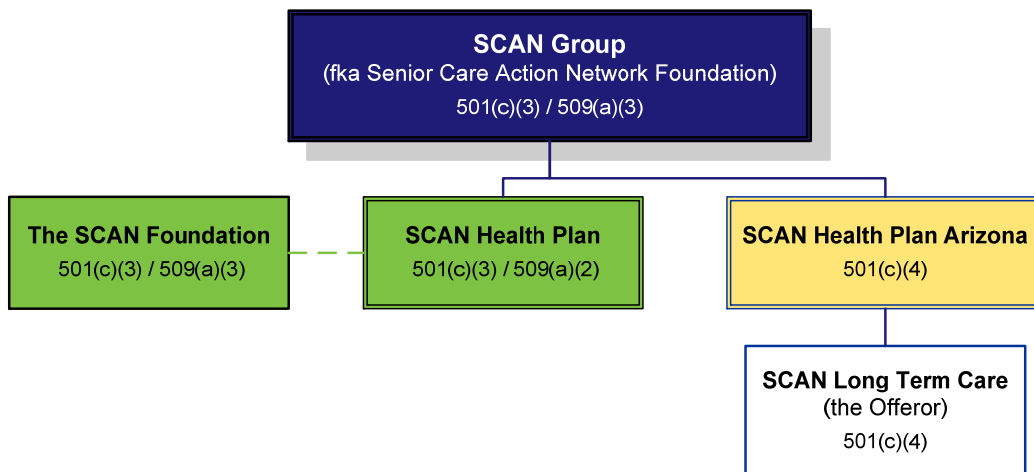 SCAN Group
(fka Senior Care Action Network Foundation)
501(c)(3) / 509(a)(3)
The SCAN Foundation
501(c)(3) / 509(a)(3)
SCAN Health Plan
501(c)(3) / 509(a)(2)
SCAN Health Plan Arizona
501(c)(4)
SCAN Long Term Care
(the Offeror)
501(c)(4)